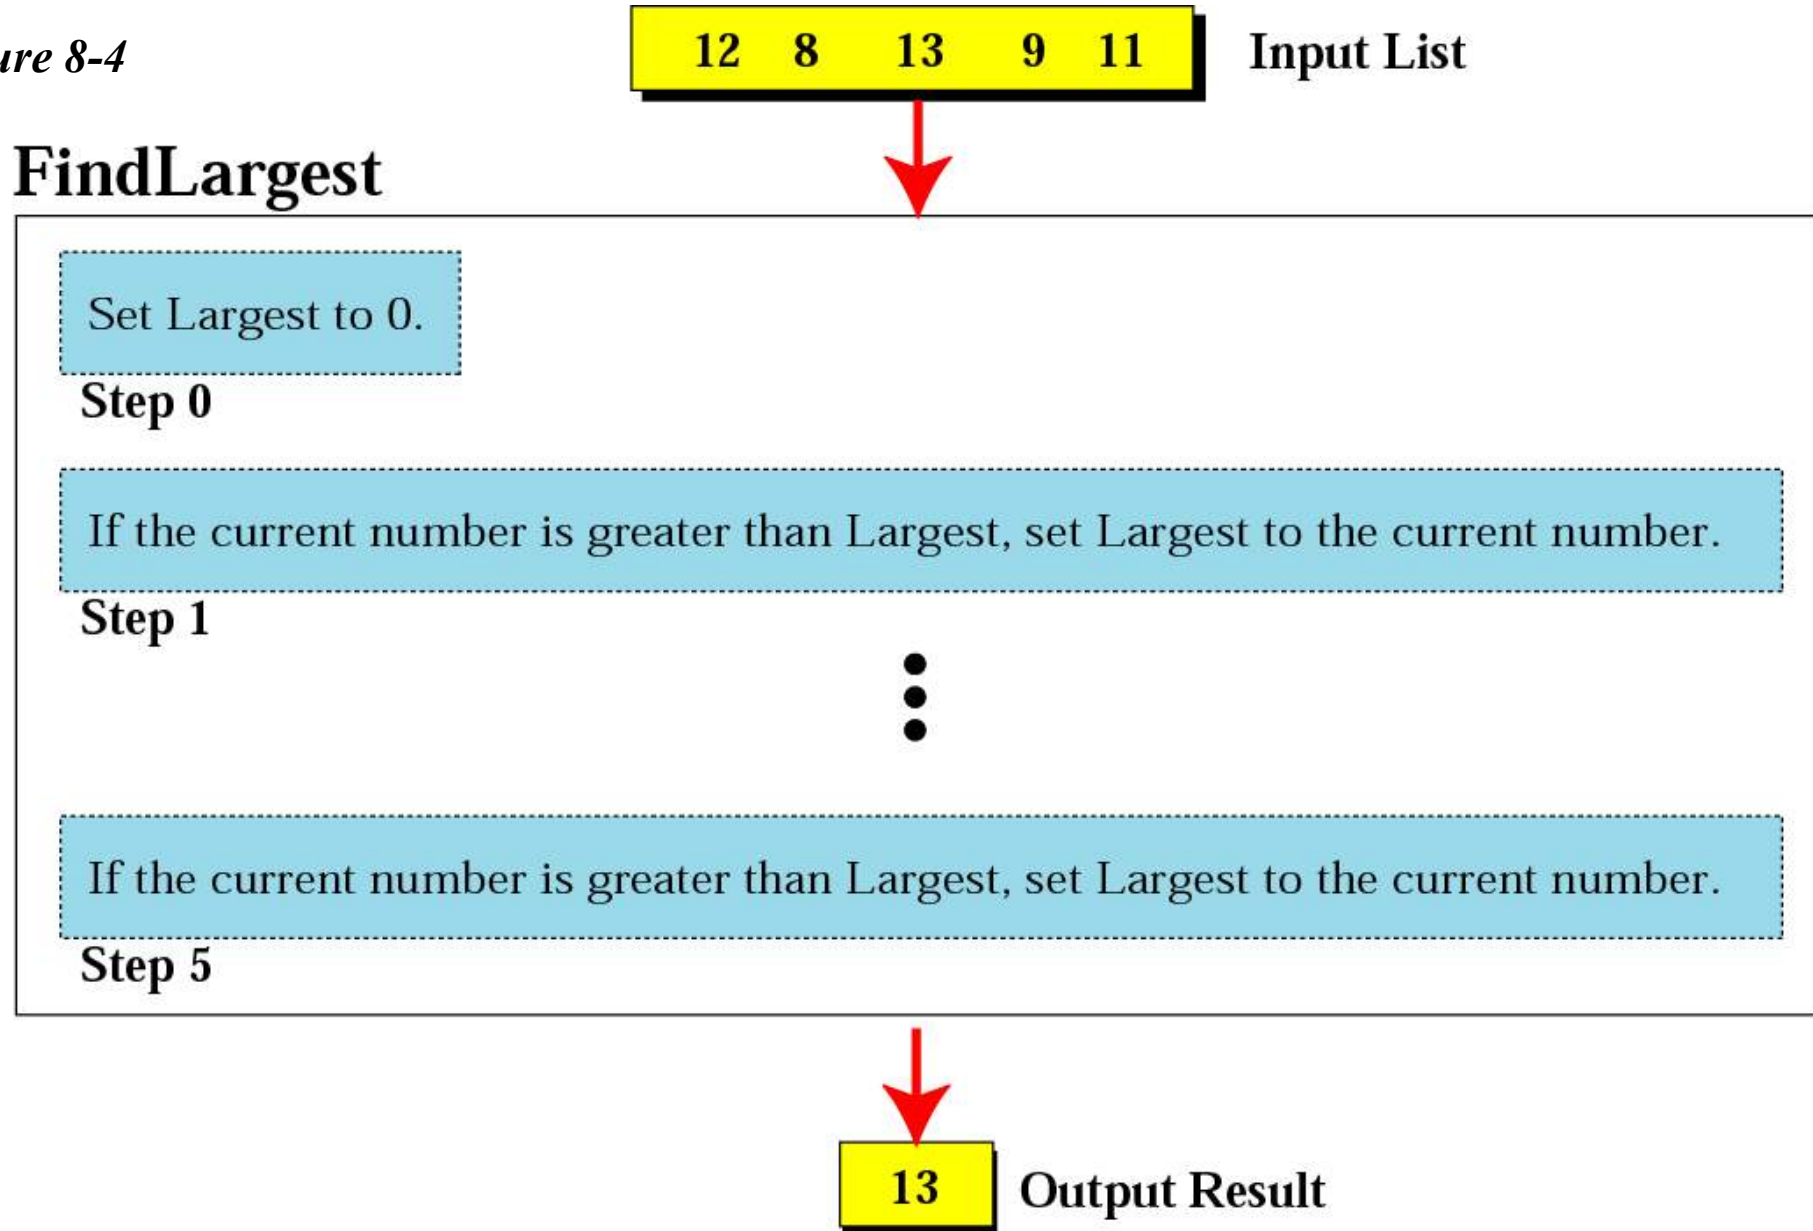 ure 8-4
12 8 13 9 11
Input List
FindLargest
Set Largest to 0.
Step 0
If the current number is greater than Largest, set Largest to the current number.
Step 1
If the current number is greater than Largest, set Largest to the current number.
Step 5
13
Output Result